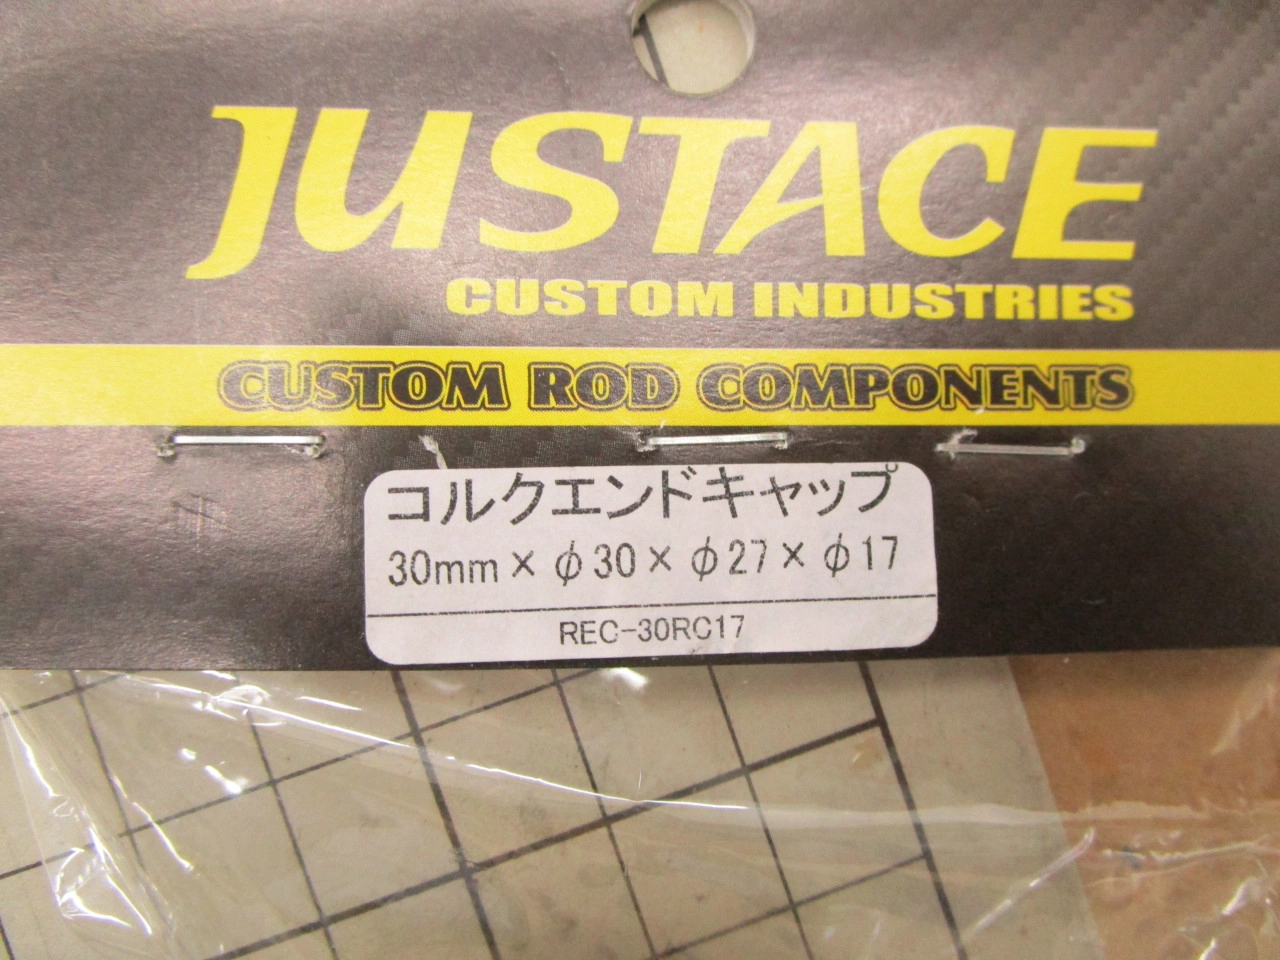 JUSTACE
CUSTOM INDUSTRIES
CUSTOM ROD COMPONENTS
コルクエンドキャップ
30mm×φ30×φ27×φ17
REC-30RC17